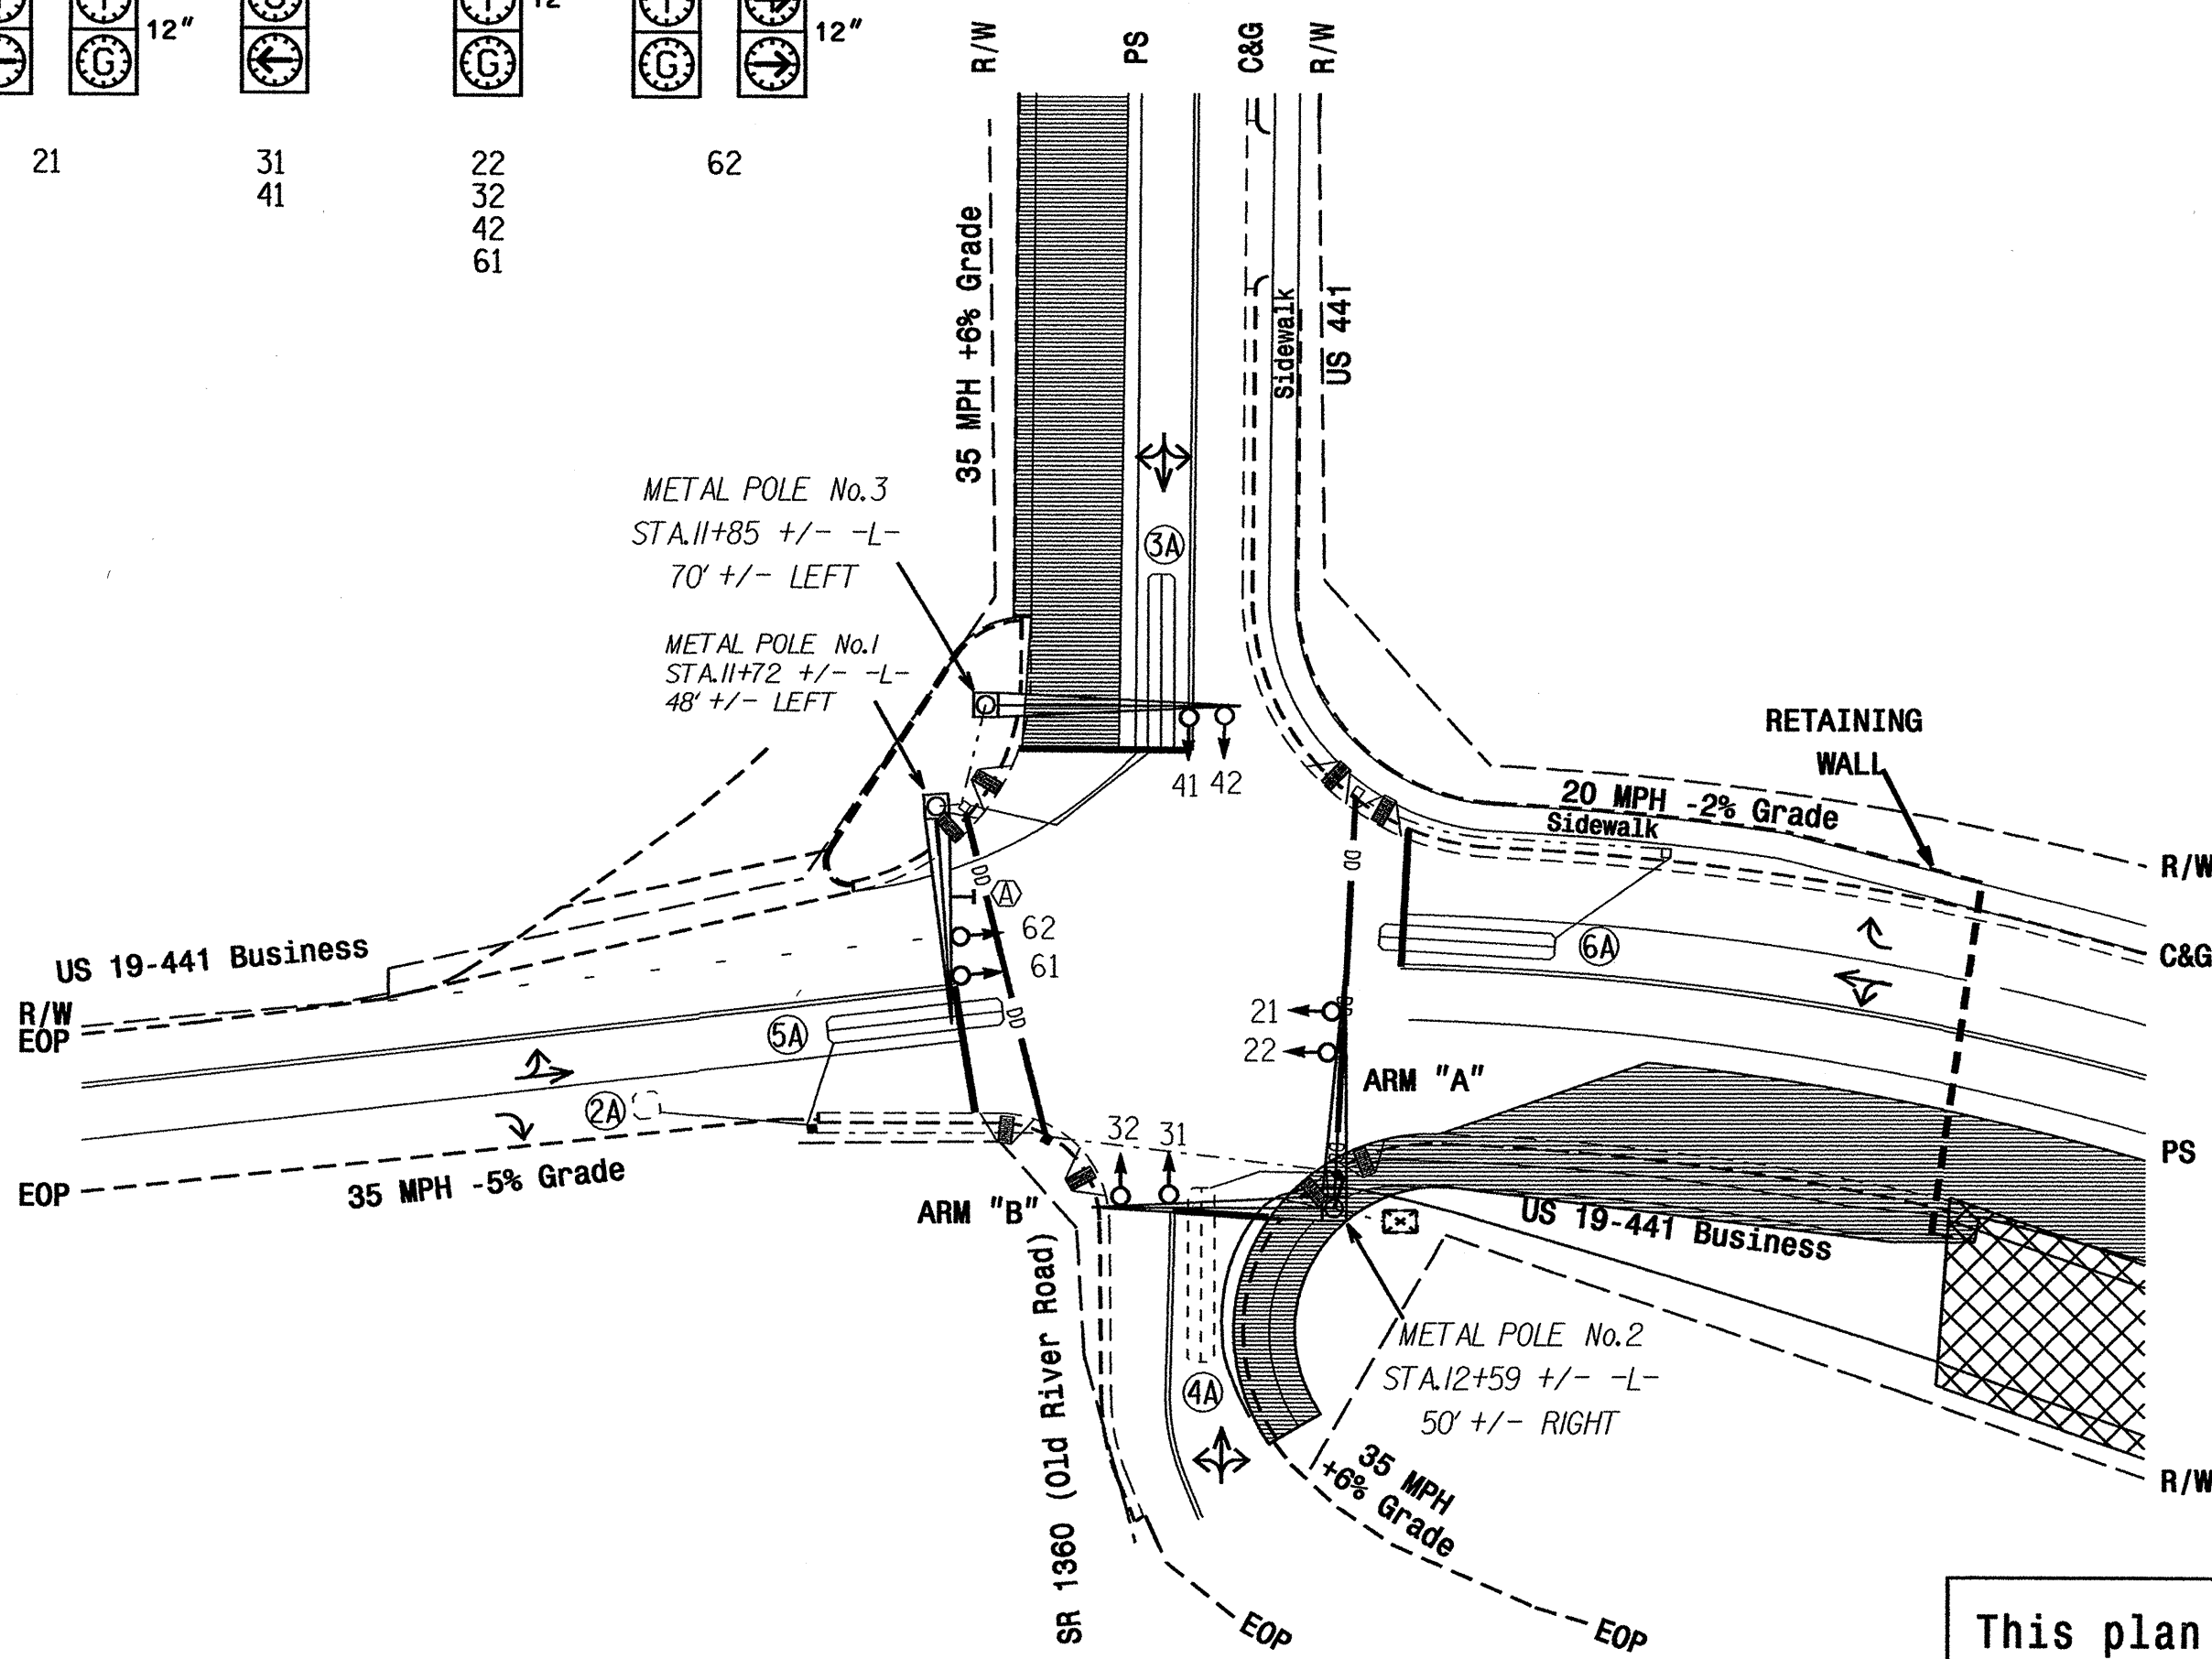 12"
12"
12"
G
G
G
R/W
PS
C&G
R/W
21
31
41
22
32
42
61
62
35 MPH +6% Grade
Sidewalk
US 441
METAL POLE No.3
STA.11+85 +/- -L-
70' +/- LEFT
3A
METAL POLE No.1
STA.11+72 +/- -L-
48' +/- LEFT
41 42
RETAINING
WALL
20 MPH -2% Grade
Sidewalk
R/W
C&G
DD
DD
A
62
61
6A
US 19-441 Business
R/W
EOP
5A
DD
21
22
ARM "A"
2A
32 31
PS
EOP
35 MPH -5% Grade
ARM "B"
US 19-441 Business
SR 1360 (Old River Road)
METAL POLE No.2
STA.12+59 +/- -L-
50' +/- RIGHT
4A
35 MPH
+6% Grade
R/W
EOP
EOP
This plan